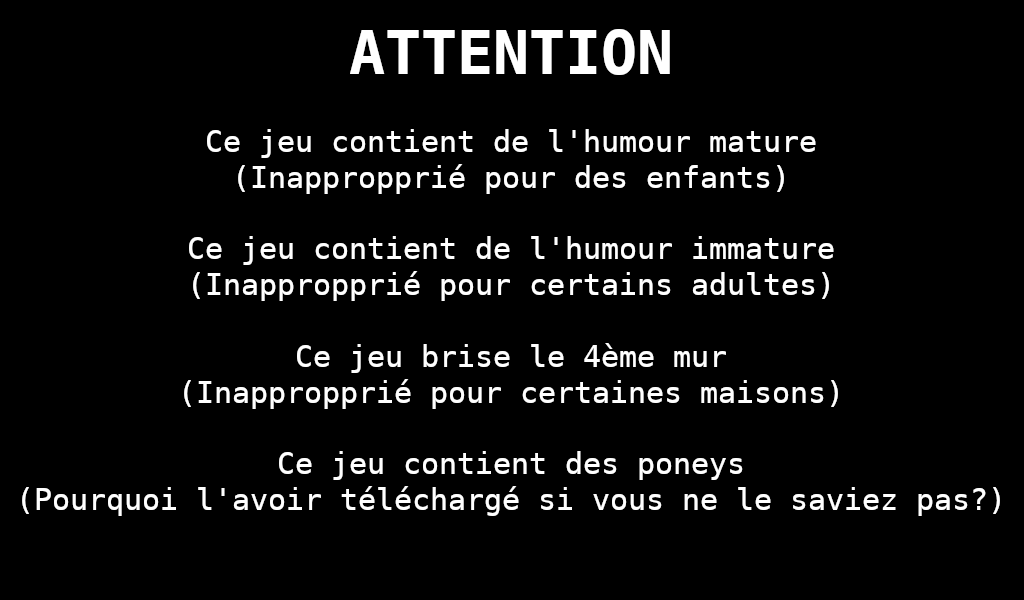 ATTENTION
Ce jeu contient de l'humour mature
(Inappropprié pour des enfants)
Ce jeu contient de l'humour immature
(Inappropprié pour certains adultes)
Ce jeu brise le 4ème mur
(Inappropprié pour certaines maisons)
Ce jeu contient des poneys
(Pourquoi l'avoir téléchargé si vous ne le saviez pas?)